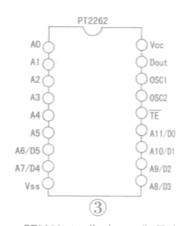 PT2262
A0
Vcc
A1
Dout
A2
OSC1
A3
OSC2
A4
TE
A5
A11/D0
A6/D5
A10/D1
A7/D4
A9/D2
Vss
A8/D3
③